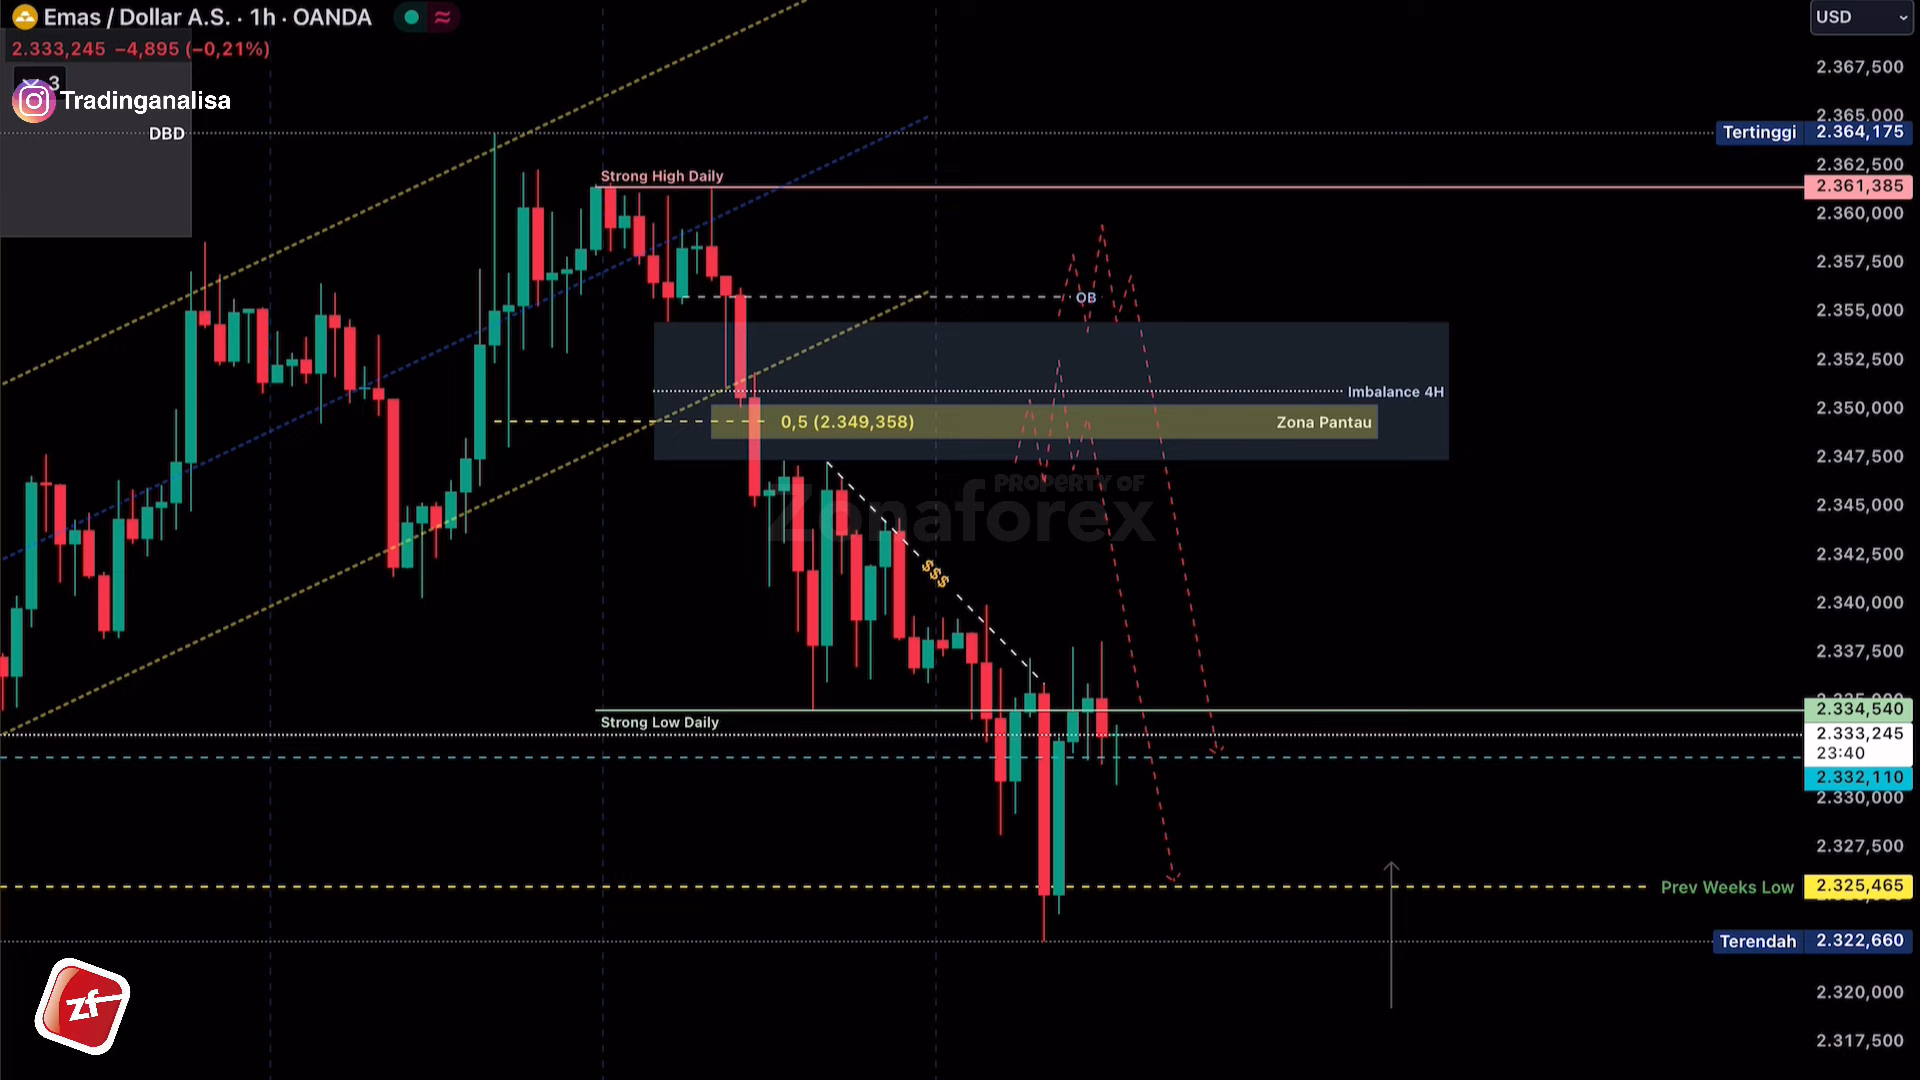 Emas / Dollar A.S. · 1h · OANDA
USD
2.333,245 −4,895 (−0,21%)
3
Tradinganalisa
DBD
2.367,500
2.365,000
Tertinggi 2.364,175
2.362,500
Strong High Daily
2.361,385
2.360,000
2.357,500
OB
2.355,000
2.352,500
Imbalance 4H
2.350,000
0,5 (2.349,358)
Zona Pantau
2.347,500
PROPERTY OF
Zonaforex
2.345,000
2.342,500
$$$
2.340,000
2.337,500
2.334,540
Strong Low Daily
2.333,245
23:40
2.332,110
2.330,000
2.327,500
Prev Weeks Low 2.325,465
Terendah 2.322,660
2.320,000
zf
2.317,500